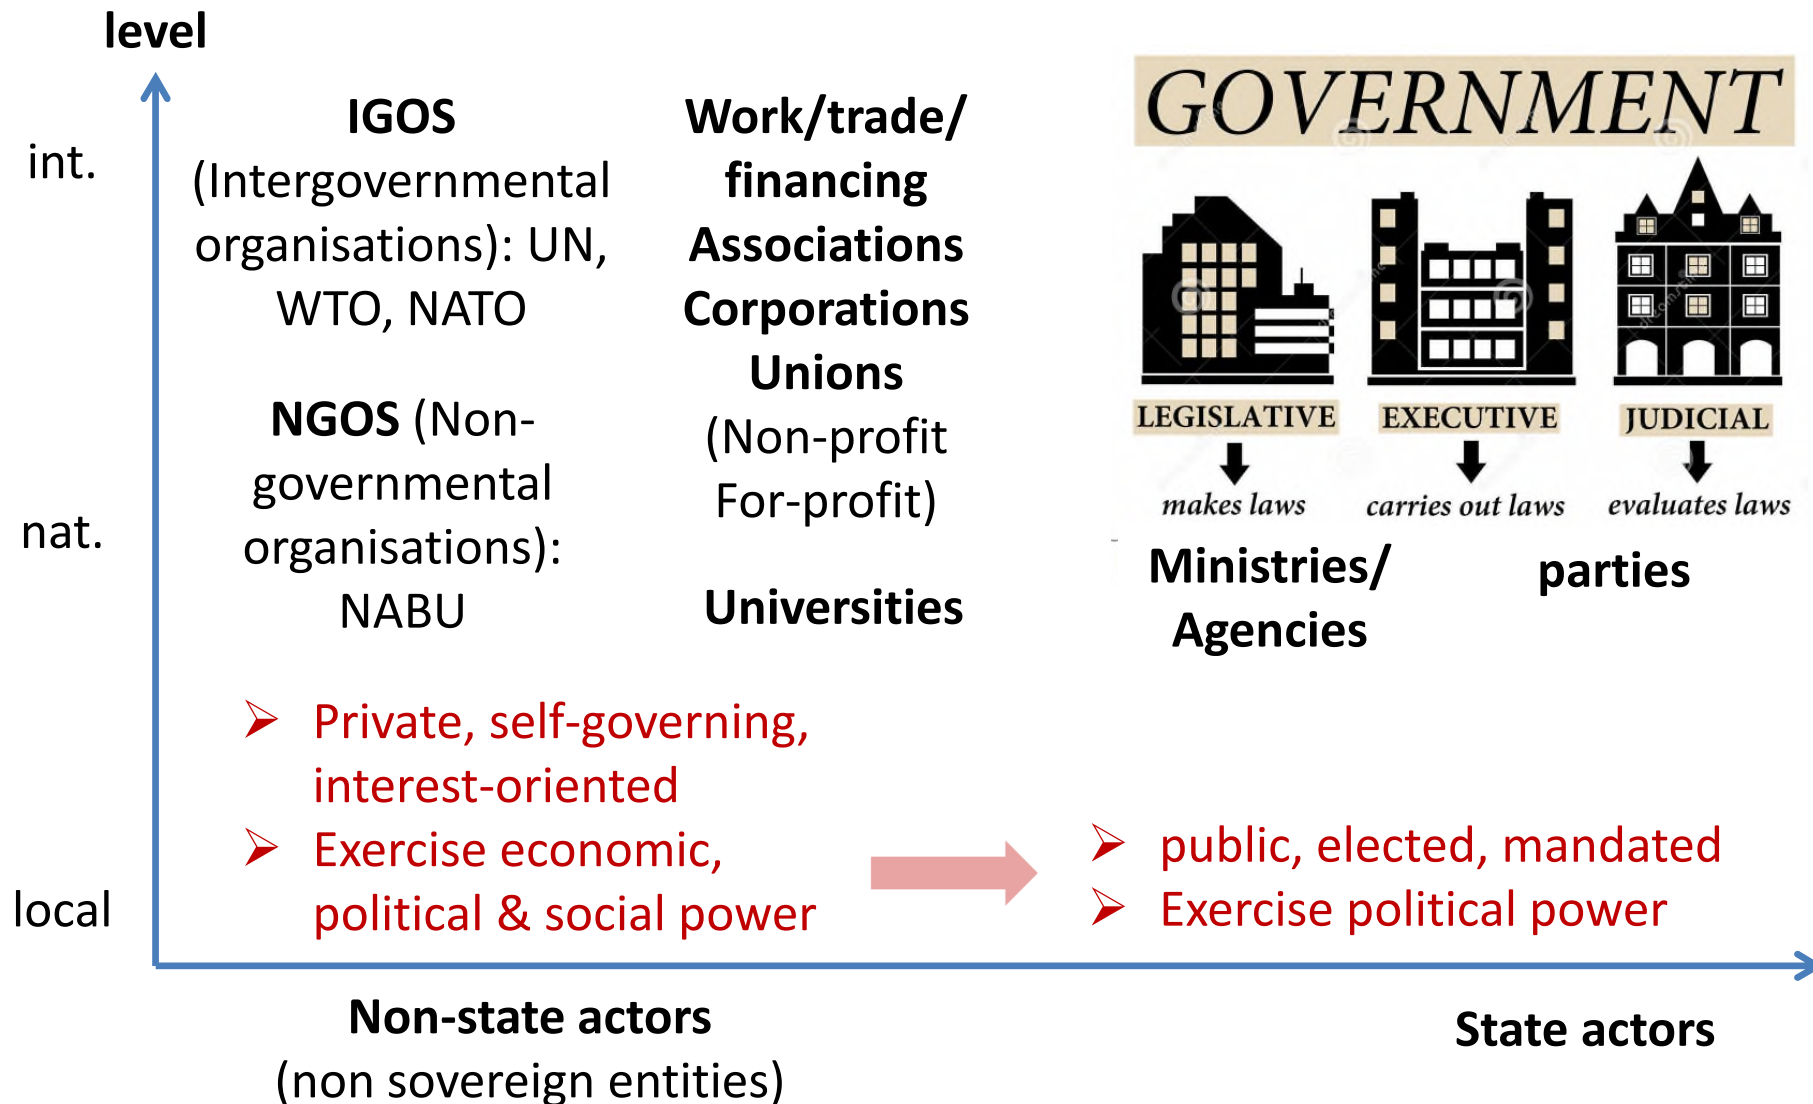 level
int.
nat.
local
IGOS
(Intergovernmental
organisations): UN,
WTO, NATO
NGOS (Non-
governmental
organisations):
NABU
Work/trade/
financing
Associations
Corporations
Unions
(Non-profit
For-profit)
Universities
GOVERNMENT
LEGISLATIVE
EXECUTIVE
JUDICIAL
makes laws
carries out laws
evaluates laws
Ministries/
Agencies
parties
➢ Private, self-governing,
interest-oriented
➢ Exercise economic,
political & social power
➢ public, elected, mandated
➢ Exercise political power
Non-state actors
(non sovereign entities)
State actors